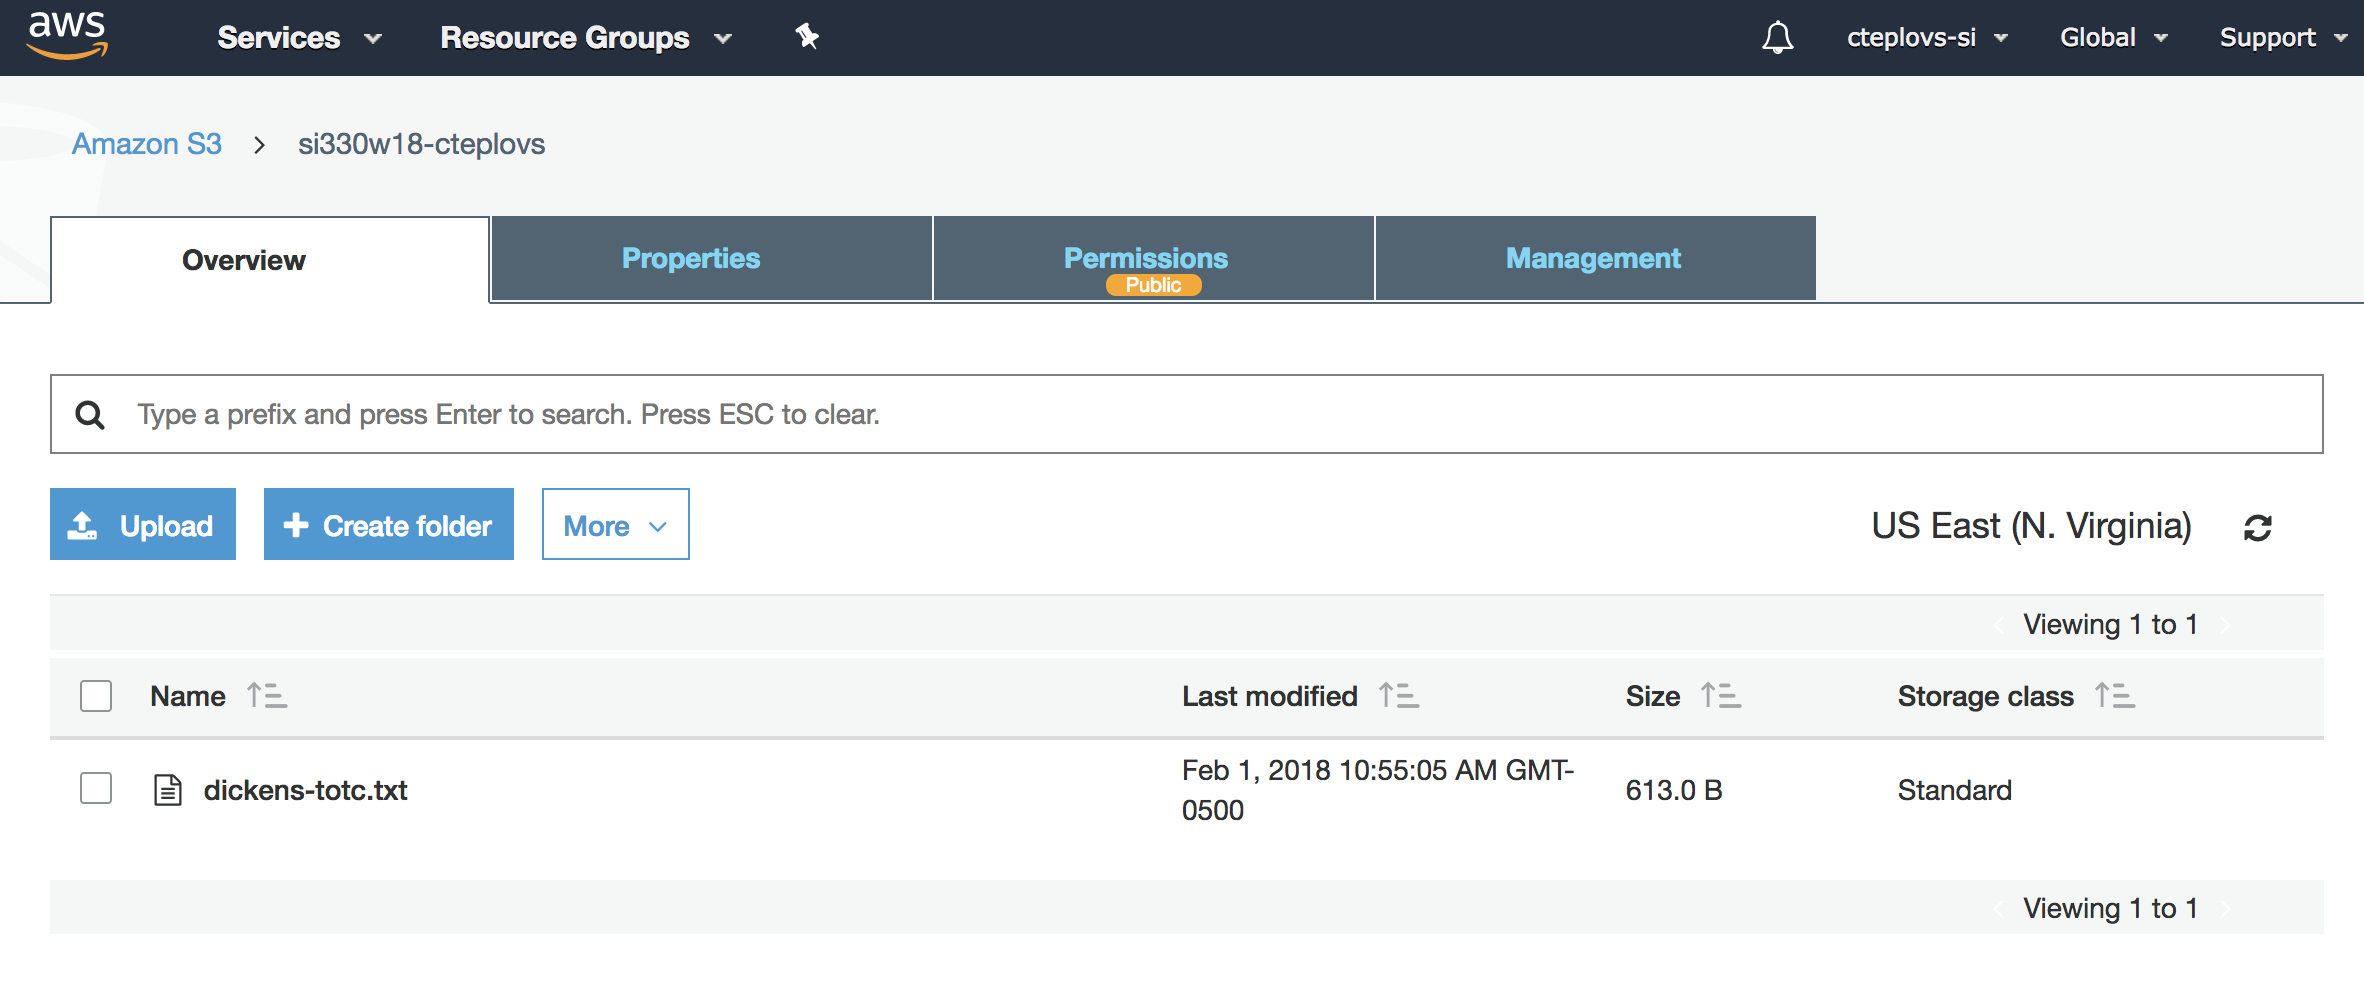 aws Services Resource Groups cteplovs-si Global Support
Amazon S3 > si330w18-cteplovs
Overview Properties Permissions Management
Public
Type a prefix and press Enter to search. Press ESC to clear.
Upload Create folder More US East (N. Virginia)
Viewing 1 to 1
Name Last modified Size Storage class
dickens-totc.txt Feb 1, 2018 10:55:05 AM GMT-
0500 613.0 B Standard
Viewing 1 to 1